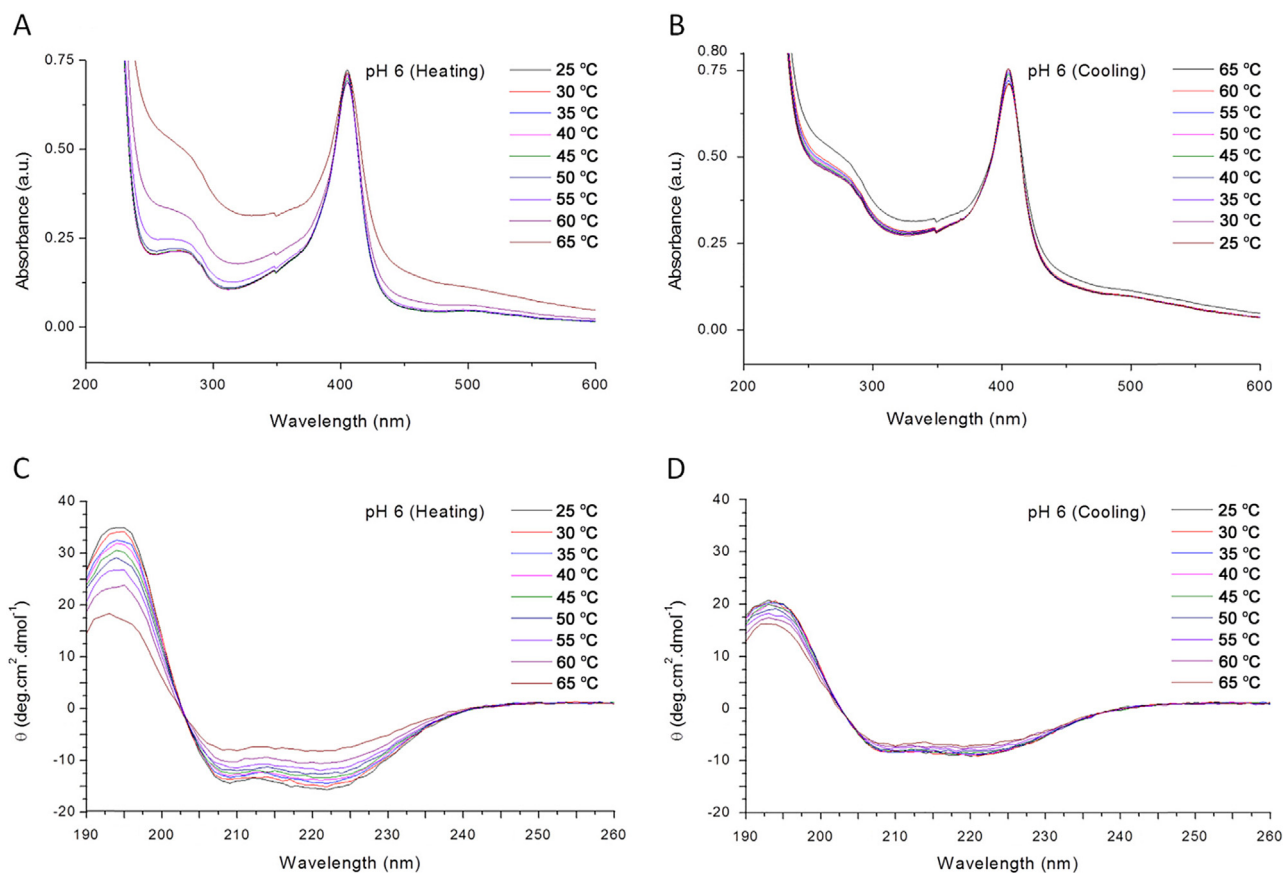 A
0.75
0.50
0.25
0.00
Absorbance (a.u.)
pH 6 (Heating)
25 ºC
30 ºC
35 ºC
40 ºC
45 ºC
50 ºC
55 ºC
60 ºC
65 ºC
200 300 400 500 600
Wavelength (nm)
B
0.80
0.75
0.50
0.25
0.00
Absorbance (a.u.)
pH 6 (Cooling)
65 ºC
60 ºC
55 ºC
50 ºC
45 ºC
40 ºC
35 ºC
30 ºC
25 ºC
200 300 400 500 600
Wavelength (nm)
C
40
30
20
10
0
-10
-20
θ (deg.cm².dmol⁻¹)
pH 6 (Heating)
25 ºC
30 ºC
35 ºC
40 ºC
45 ºC
50 ºC
55 ºC
60 ºC
65 ºC
190 200 210 220 230 240 250 260
Wavelength (nm)
D
40
30
20
10
0
-10
-20
θ (deg.cm².dmol⁻¹)
pH 6 (Cooling)
25 ºC
30 ºC
35 ºC
40 ºC
45 ºC
50 ºC
55 ºC
60 ºC
65 ºC
190 200 210 220 230 240 250 260
Wavelength (nm)